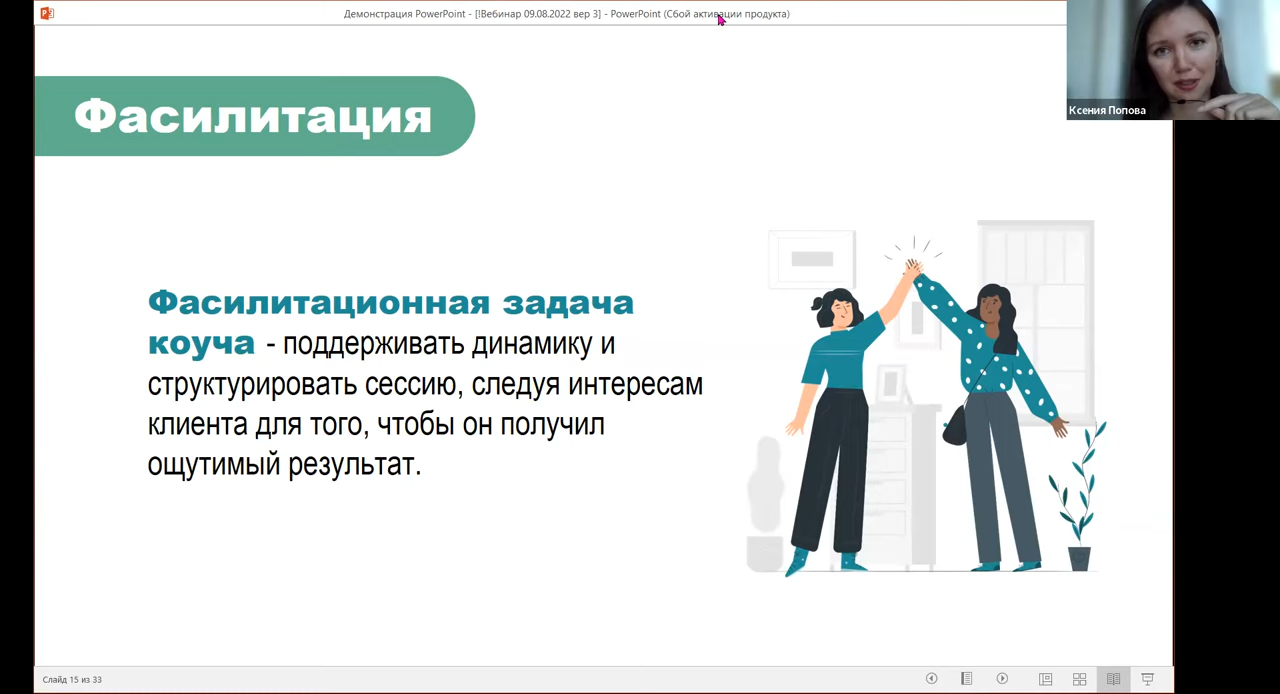 Демонстрация PowerPoint - [!Вебинар 09.08.2022 вер 3] - PowerPoint (Сбой активации продукта)
Ксения Попова
Фасилитация
Фасилитационная задача
коуча - поддерживать динамику и
структурировать сессию, следуя интересам
клиента для того, чтобы он получил
ощутимый результат.
Слайд 15 из 33